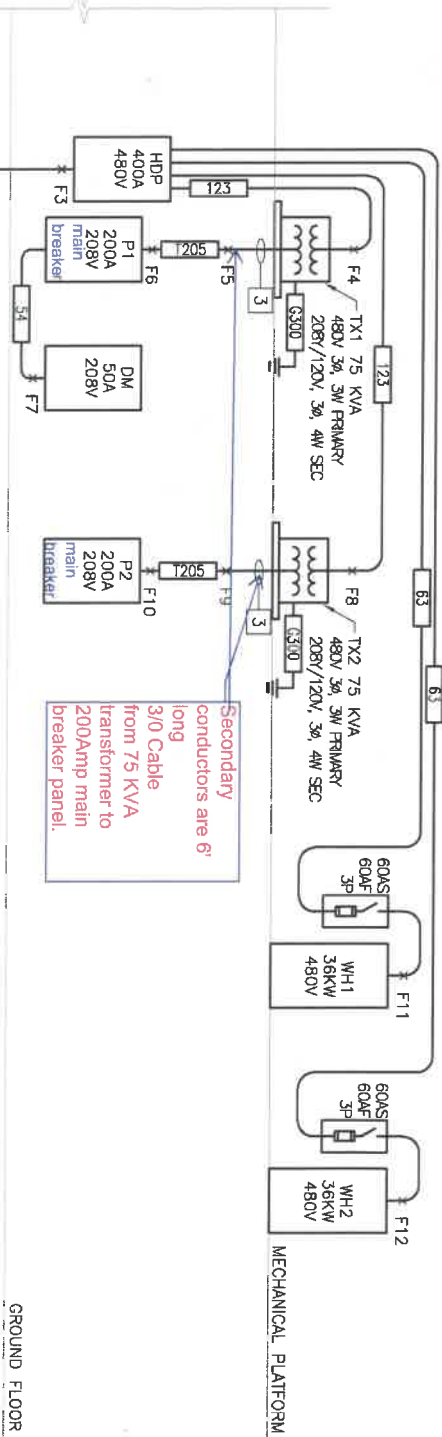 HDP
400A
480V
F3
P1
200A
208V
main
breaker
F6
T205
F5
123
3
G300
F4
TX1 75 KVA
480V 3ø, 3W PRIMARY
208Y/120V, 3ø, 4W SEC
54
F7
DM
50A
208V
123
P2
200A
208V
main
breaker
F10
T205
F9
3
G300
F8
TX2 75 KVA
480V 3ø, 3W PRIMARY
208Y/120V, 3ø, 4W SEC
Secondary
conductors are 6'
long
3/0 Cable
from 75 KVA
transformer to
200Amp main
breaker panel.
63
63
60AS
60AF
3P
F11
WH1
36KW
480V
60AS
60AF
3P
F12
WH2
36KW
480V
MECHANICAL PLATFORM
GROUND FLOOR